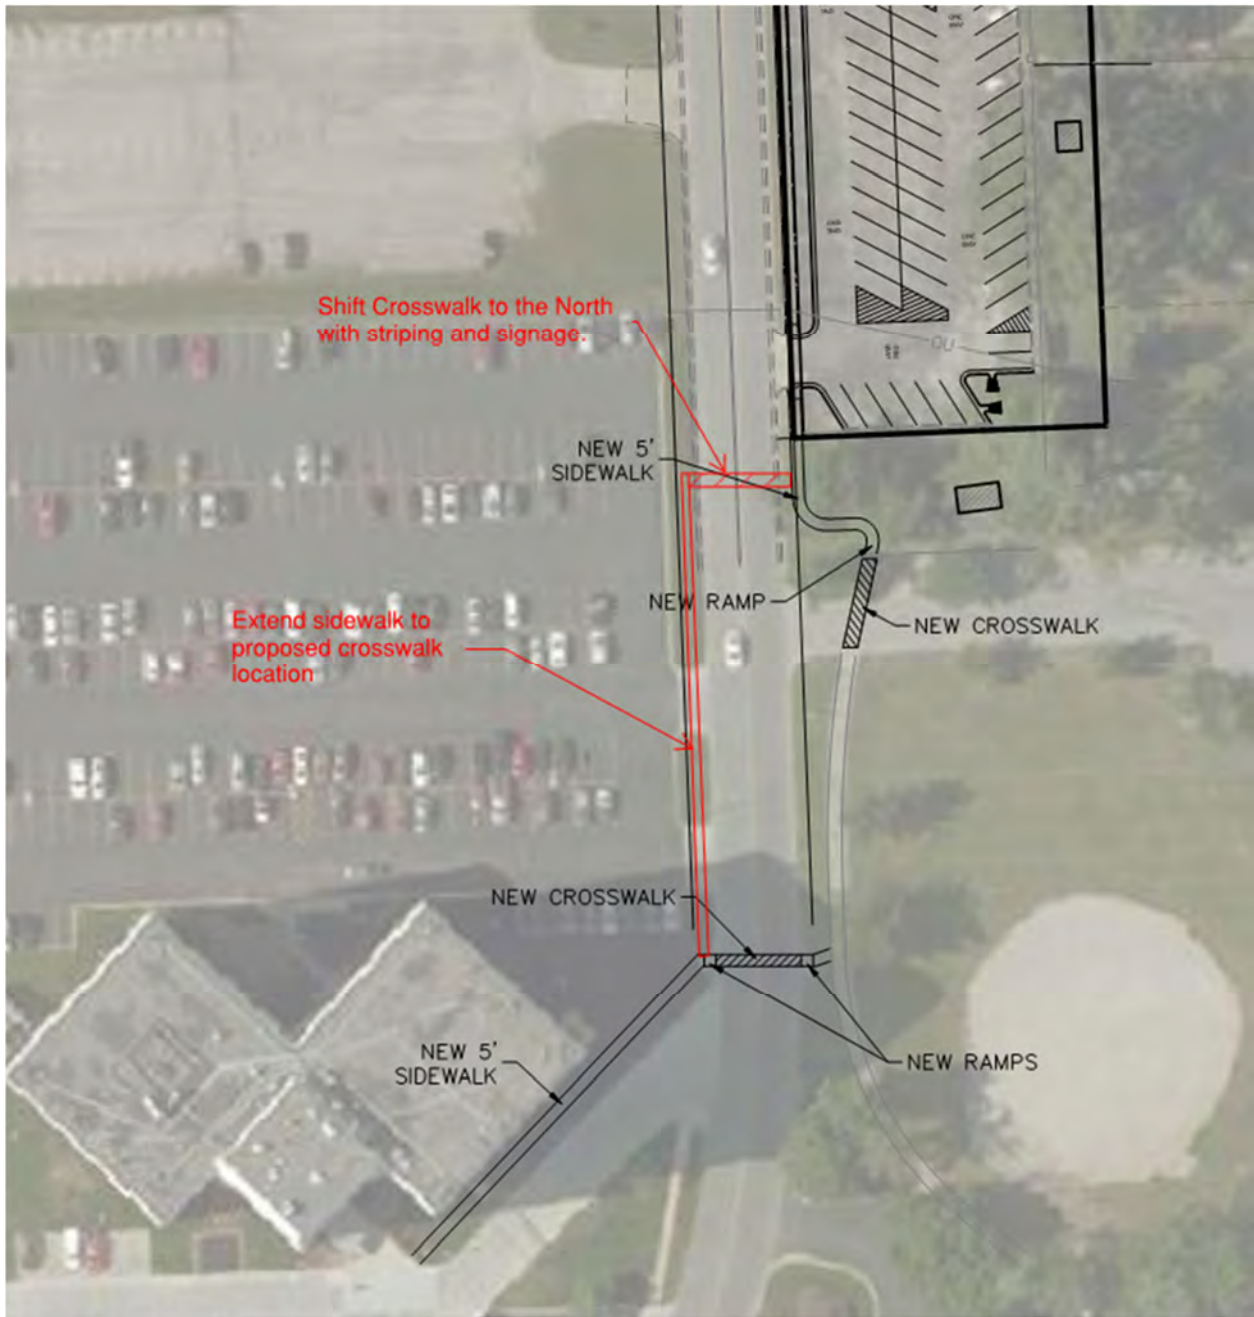 Shift Crosswalk to the North
with striping and signage.
NEW 5'
SIDEWALK
NEW RAMP
NEW CROSSWALK
Extend sidewalk to
proposed crosswalk
location
NEW CROSSWALK
NEW 5'
SIDEWALK
NEW RAMPS